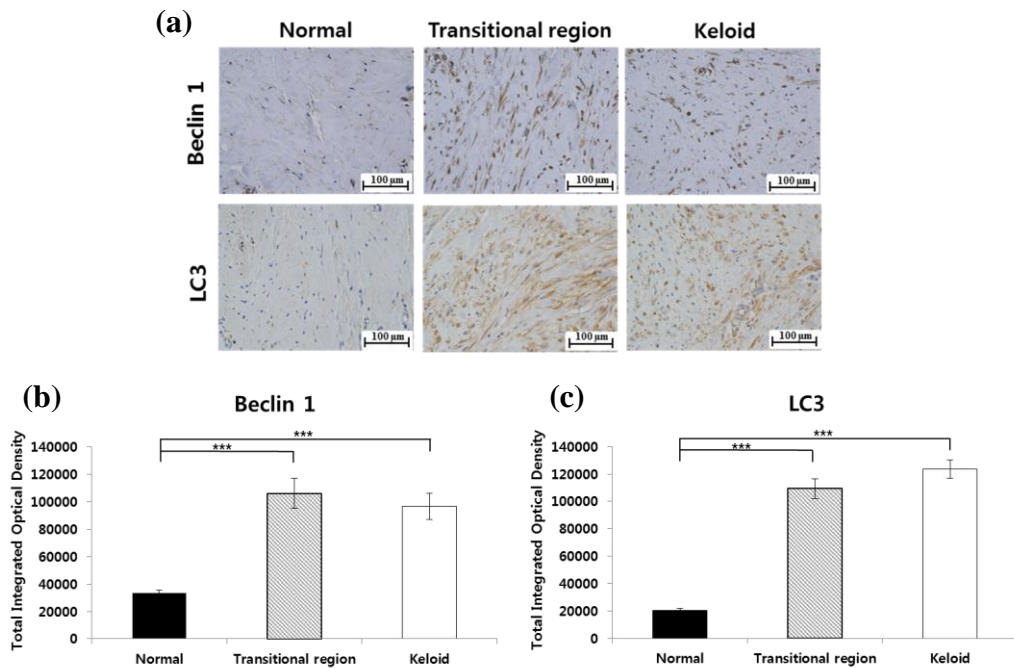 (a)
Normal Transitional region Keloid
Beclin 1
100 µm 100 µm 100 µm
LC3
100 µm 100 µm 100 µm
(b)
Beclin 1
Total Integrated Optical Density
140000
120000
100000
80000
60000
40000
20000
0
***
***
Normal Transitional region Keloid
(c)
LC3
Total Integrated Optical Density
140000
120000
100000
80000
60000
40000
20000
0
***
***
Normal Transitional region Keloid